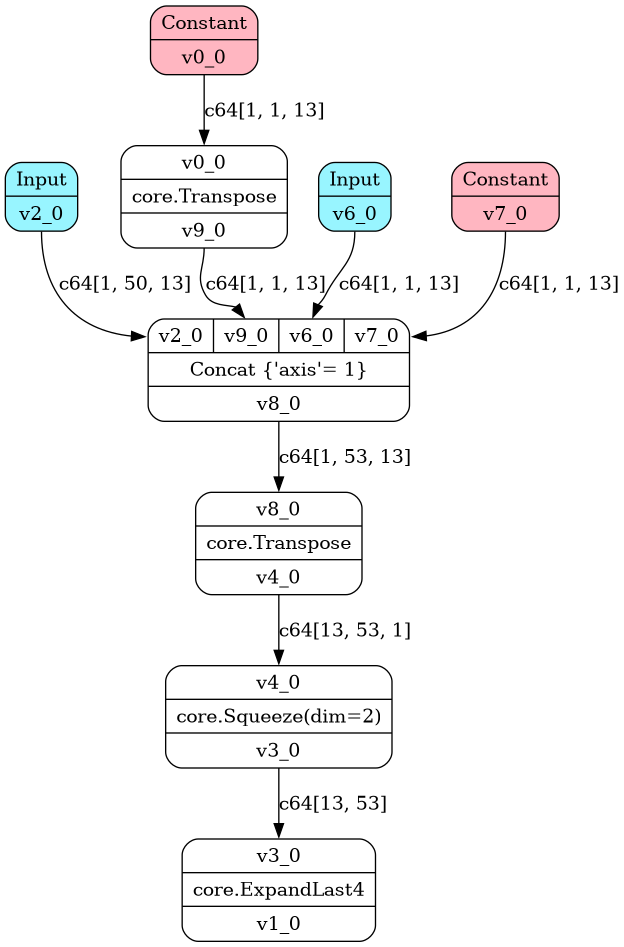 Constant
v0_0
c64[1, 1, 13]
Input
v2_0
v0_0
core.Transpose
v9_0
Input
v6_0
Constant
v7_0
c64[1, 50, 13]
c64[1, 1, 13]
c64[1, 1, 13]
c64[1, 1, 13]
v2_0 v9_0 v6_0 v7_0
Concat {'axis'= 1}
v8_0
c64[1, 53, 13]
v8_0
core.Transpose
v4_0
c64[13, 53, 1]
v4_0
core.Squeeze(dim=2)
v3_0
c64[13, 53]
v3_0
core.ExpandLast4
v1_0